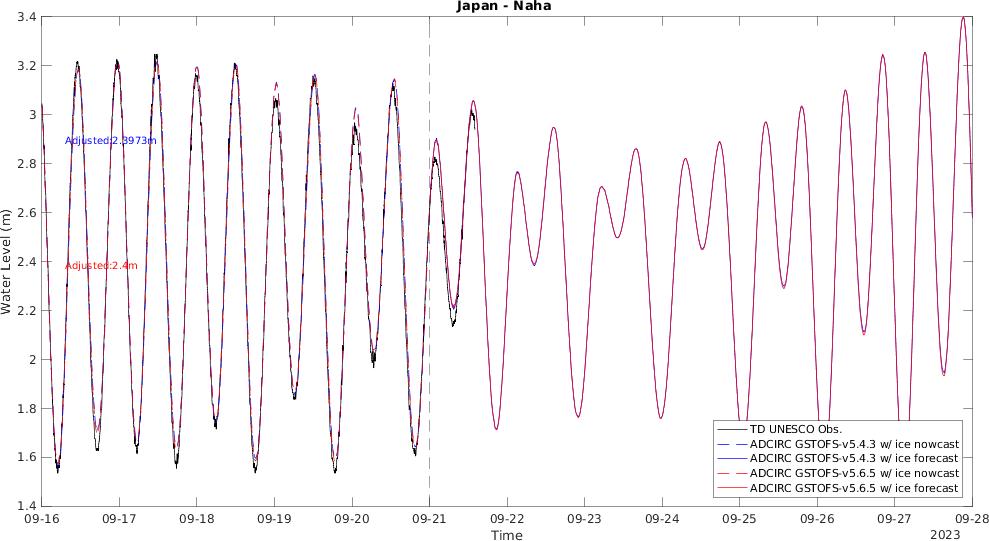 Japan - Naha
3.4
3.2
3
2.8
2.6
2.4
2.2
2
1.8
1.6
1.4
Water Level (m)
Adjusted:2.3973m
Adjusted:2.4m
TD UNESCO Obs.
ADCIRC GSTOFS-v5.4.3 w/ ice nowcast
ADCIRC GSTOFS-v5.4.3 w/ ice forecast
ADCIRC GSTOFS-v5.6.5 w/ ice nowcast
ADCIRC GSTOFS-v5.6.5 w/ ice forecast
09-16 09-17 09-18 09-19 09-20 09-21 09-22 09-23 09-24 09-25 09-26 09-27 09-28
Time
2023